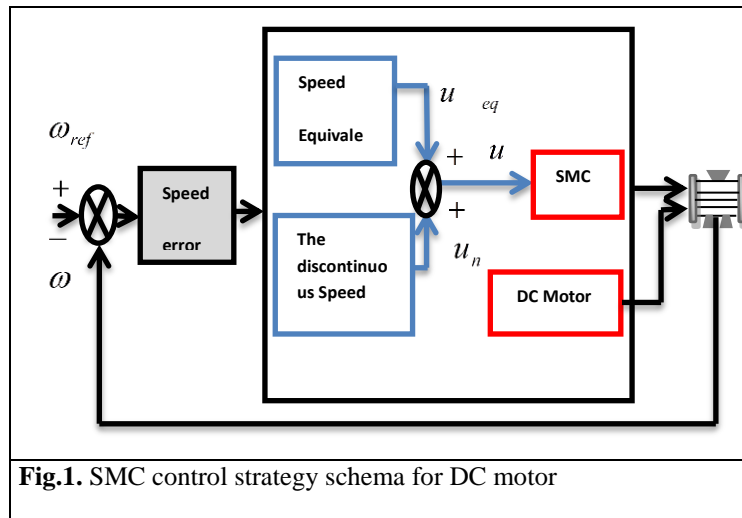 ω_ref
+
−
ω
Speed
error
Speed
Equivale
The
discontinuo
us Speed
u eq
+
u
+
u_n
SMC
DC Motor
Fig.1. SMC control strategy schema for DC motor